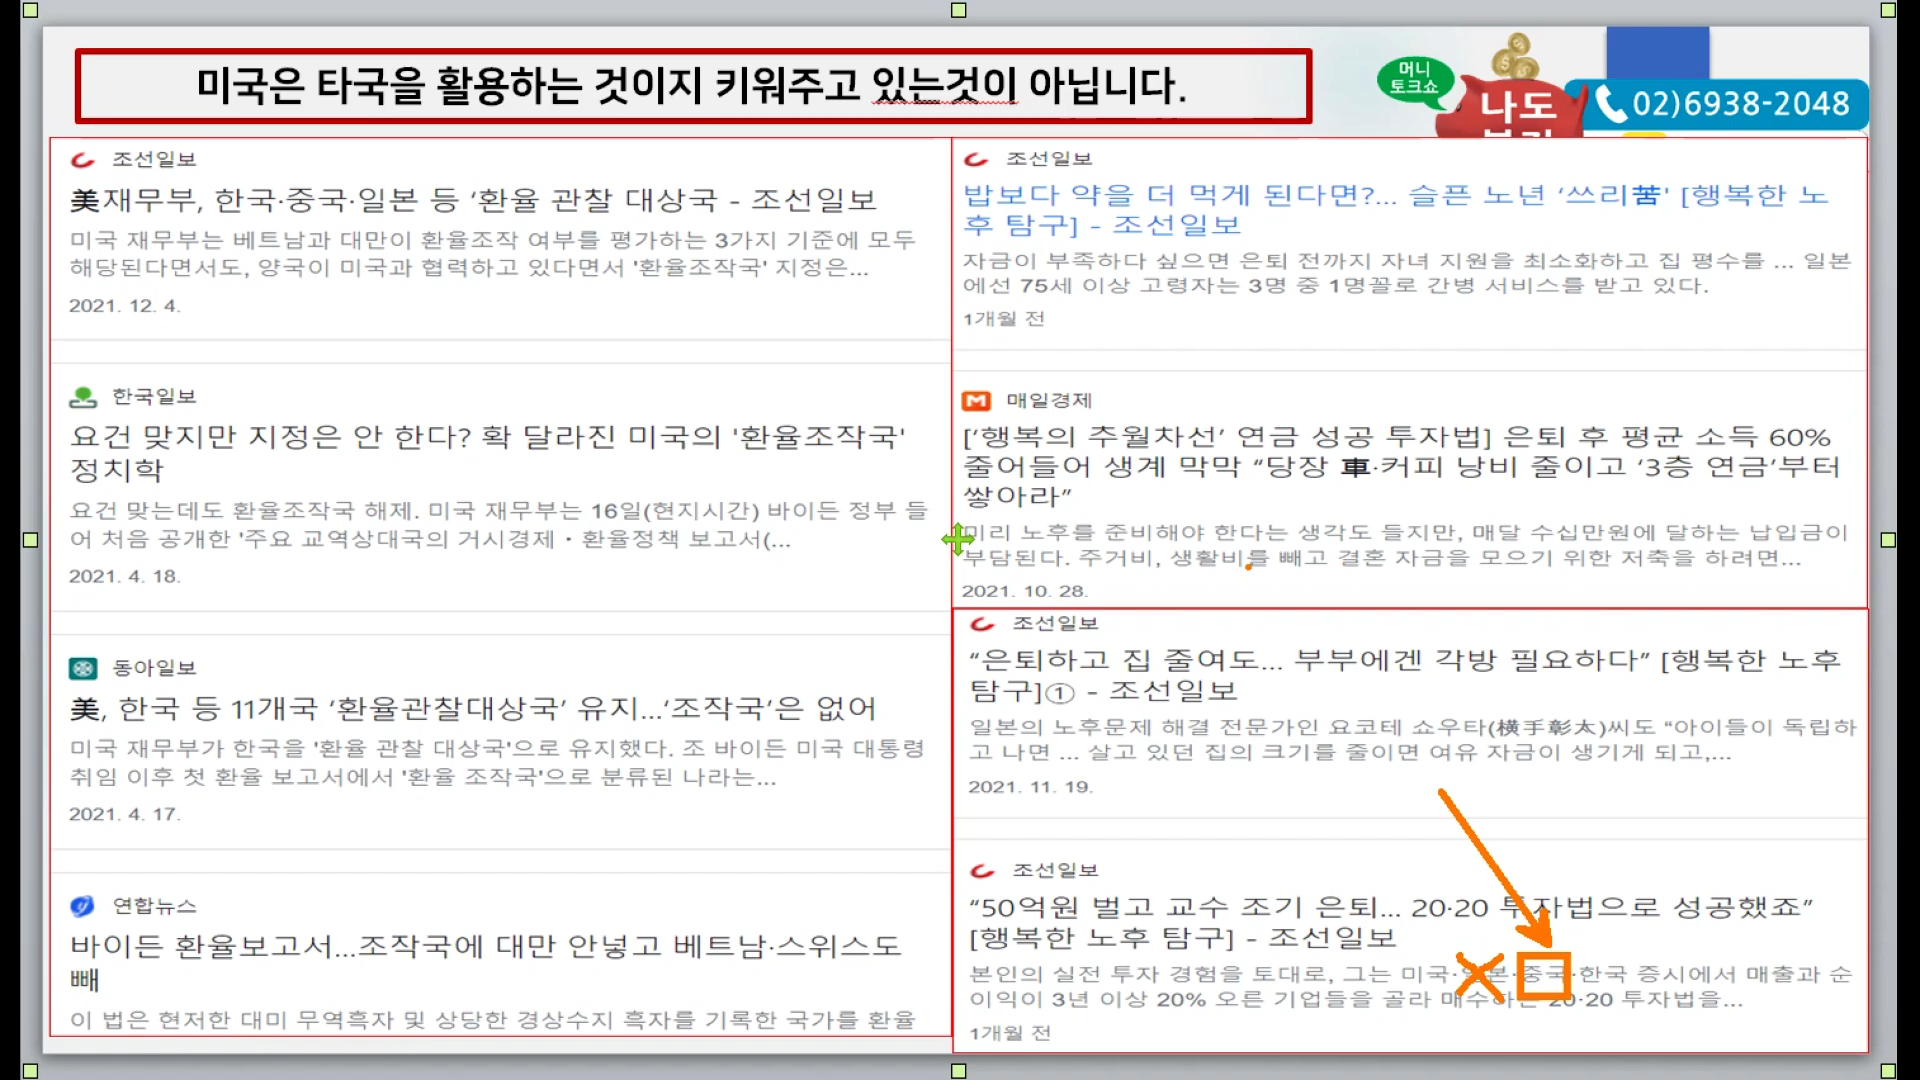 미국은 타국을 활용하는 것이지 키워주고 있는것이 아닙니다.
머니
토크쇼
나도
02)6938-2048
조선일보
美재무부, 한국·중국·일본 등 ‘환율 관찰 대상국 - 조선일보
미국 재무부는 베트남과 대만이 환율조작 여부를 평가하는 3가지 기준에 모두
해당된다면서도, 양국이 미국과 협력하고 있다면서 '환율조작국' 지정은...
2021. 12. 4.
한국일보
요건 맞지만 지정은 안 한다? 확 달라진 미국의 '환율조작국'
정치학
요건 맞는데도 환율조작국 해제. 미국 재무부는 16일(현지시간) 바이든 정부 들
어 처음 공개한 '주요 교역상대국의 거시경제・환율정책 보고서(...
2021. 4. 18.
동아일보
美, 한국 등 11개국 ‘환율관찰대상국’ 유지...‘조작국’은 없어
미국 재무부가 한국을 '환율 관찰 대상국'으로 유지했다. 조 바이든 미국 대통령
취임 이후 첫 환율 보고서에서 '환율 조작국'으로 분류된 나라는...
2021. 4. 17.
연합뉴스
바이든 환율보고서...조작국에 대만 안넣고 베트남·스위스도
빼
이 법은 현저한 대미 무역흑자 및 상당한 경상수지 흑자를 기록한 국가를 환율
조선일보
밥보다 약을 더 먹게 된다면?... 슬픈 노년 ‘쓰리苦' [행복한 노
후 탐구] - 조선일보
자금이 부족하다 싶으면 은퇴 전까지 자녀 지원을 최소화하고 집 평수를 ... 일본
에선 75세 이상 고령자는 3명 중 1명꼴로 간병 서비스를 받고 있다.
1개월 전
매일경제
[‘행복의 추월차선’ 연금 성공 투자법] 은퇴 후 평균 소득 60%
줄어들어 생계 막막 “당장 車·커피 낭비 줄이고 ‘3층 연금’부터
쌓아라”
미리 노후를 준비해야 한다는 생각도 들지만, 매달 수십만원에 달하는 납입금이
부담된다. 주거비, 생활비를 빼고 결혼 자금을 모으기 위한 저축을 하려면...
2021. 10. 28.
조선일보
“은퇴하고 집 줄여도... 부부에겐 각방 필요하다” [행복한 노후
탐구]① - 조선일보
일본의 노후문제 해결 전문가인 요코테 쇼우타(横手彰太)씨도 “아이들이 독립하
고 나면 ... 살고 있던 집의 크기를 줄이면 여유 자금이 생기게 되고,...
2021. 11. 19.
조선일보
“50억원 벌고 교수 조기 은퇴... 20·20 투자법으로 성공했죠”
[행복한 노후 탐구] - 조선일보
본인의 실전 투자 경험을 토대로, 그는 미국·일본·중국·한국 증시에서 매출과 순
이익이 3년 이상 20% 오른 기업들을 골라 매수하는 20·20 투자법을...
1개월 전